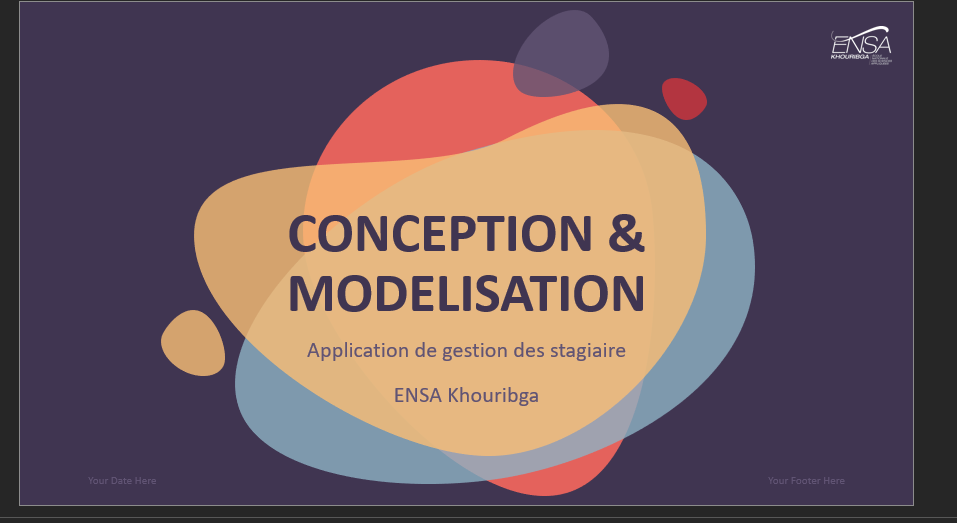 ENSA
KHOURIBGA
CONCEPTION &
MODELISATION
Application de gestion des stagiaire
ENSA Khouribga
Your Date Here
Your Footer Here